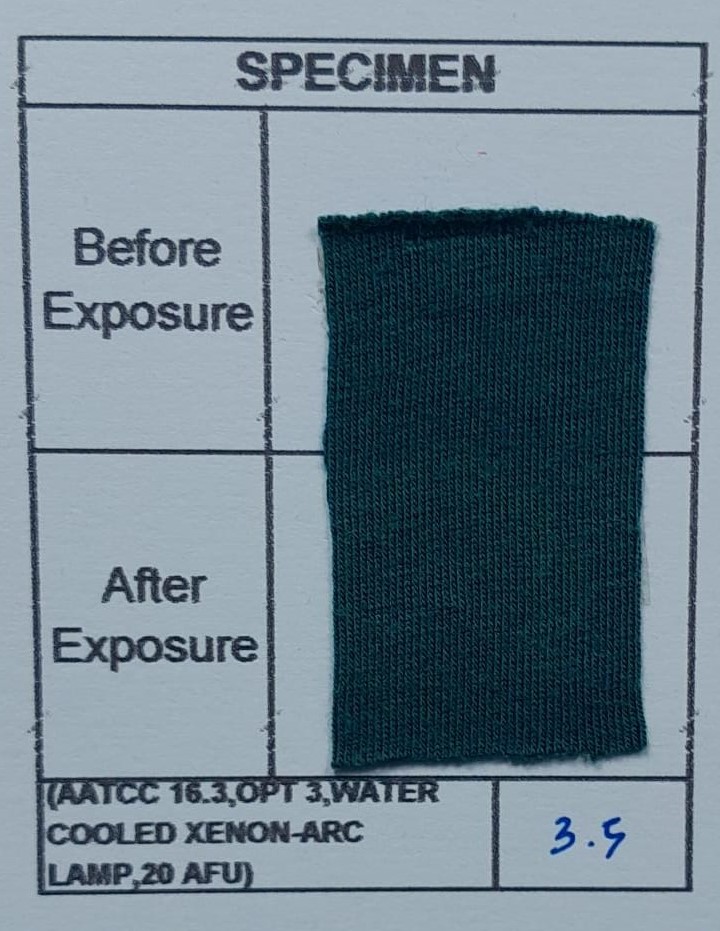 SPECIMEN
Before
Exposure
After
Exposure
(AATCC 16.3,OPT 3,WATER
COOLED XENON-ARC
LAMP,20 AFU)
3.5